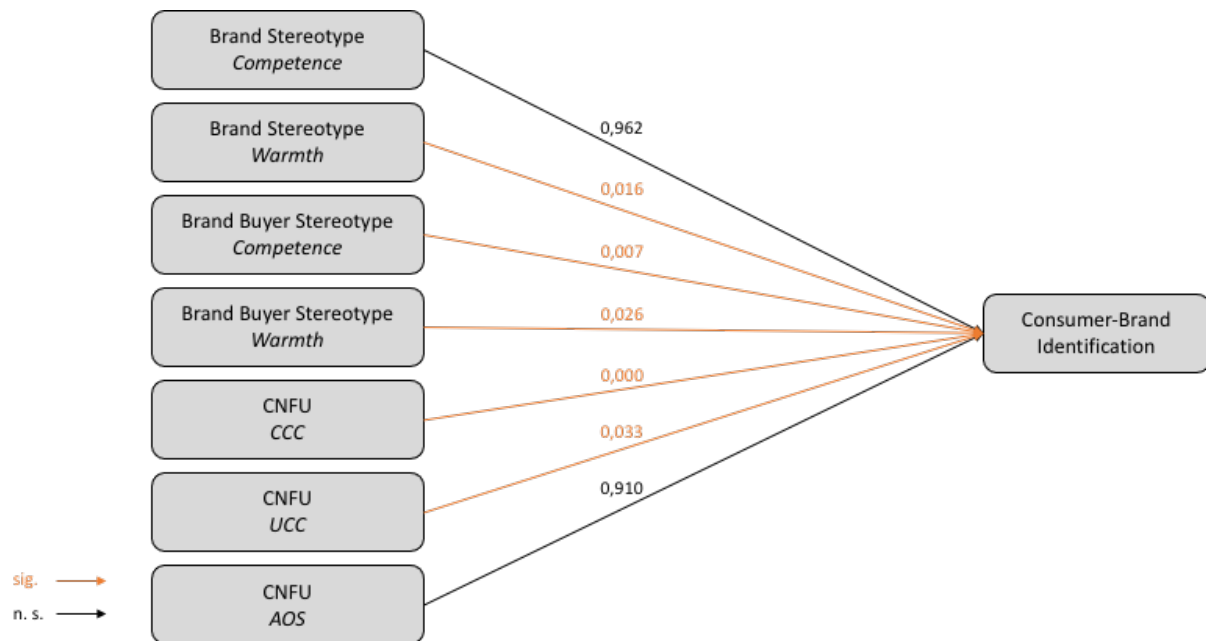 Brand Stereotype
Competence
0,962
Brand Stereotype
Warmth
0,016
Brand Buyer Stereotype
Competence
0,007
Brand Buyer Stereotype
Warmth
0,026
Consumer-Brand
Identification
0,000
CNFU
CCC
0,033
CNFU
UCC
0,910
CNFU
AOS
sig.
n. s.